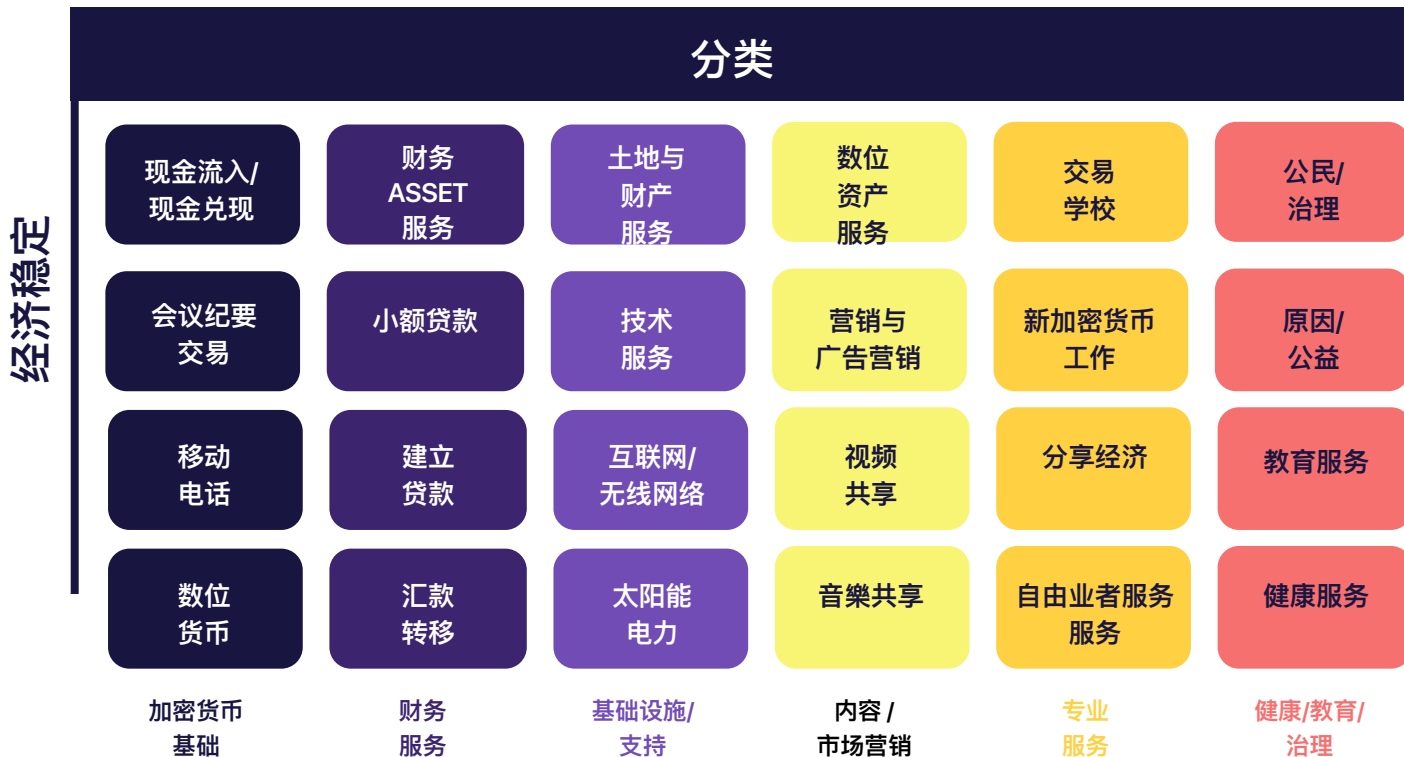 分类
经济稳定
现金流入/
现金兑现
财务
ASSET
服务
土地与
财产
服务
数位
资产
服务
交易
学校
公民/
治理
会议纪要
交易
小额贷款
技术
服务
营销与
广告营销
新加密货币
工作
原因/
公益
移动
电话
建立
贷款
互联网/
无线网络
视频
共享
分享经济
教育服务
数位
货币
汇款
转移
太阳能
电力
音樂共享
自由业者服务
服务
健康服务
加密货币
基础
财务
服务
基础设施/
支持
内容 /
市场营销
专业
服务
健康/教育/
治理